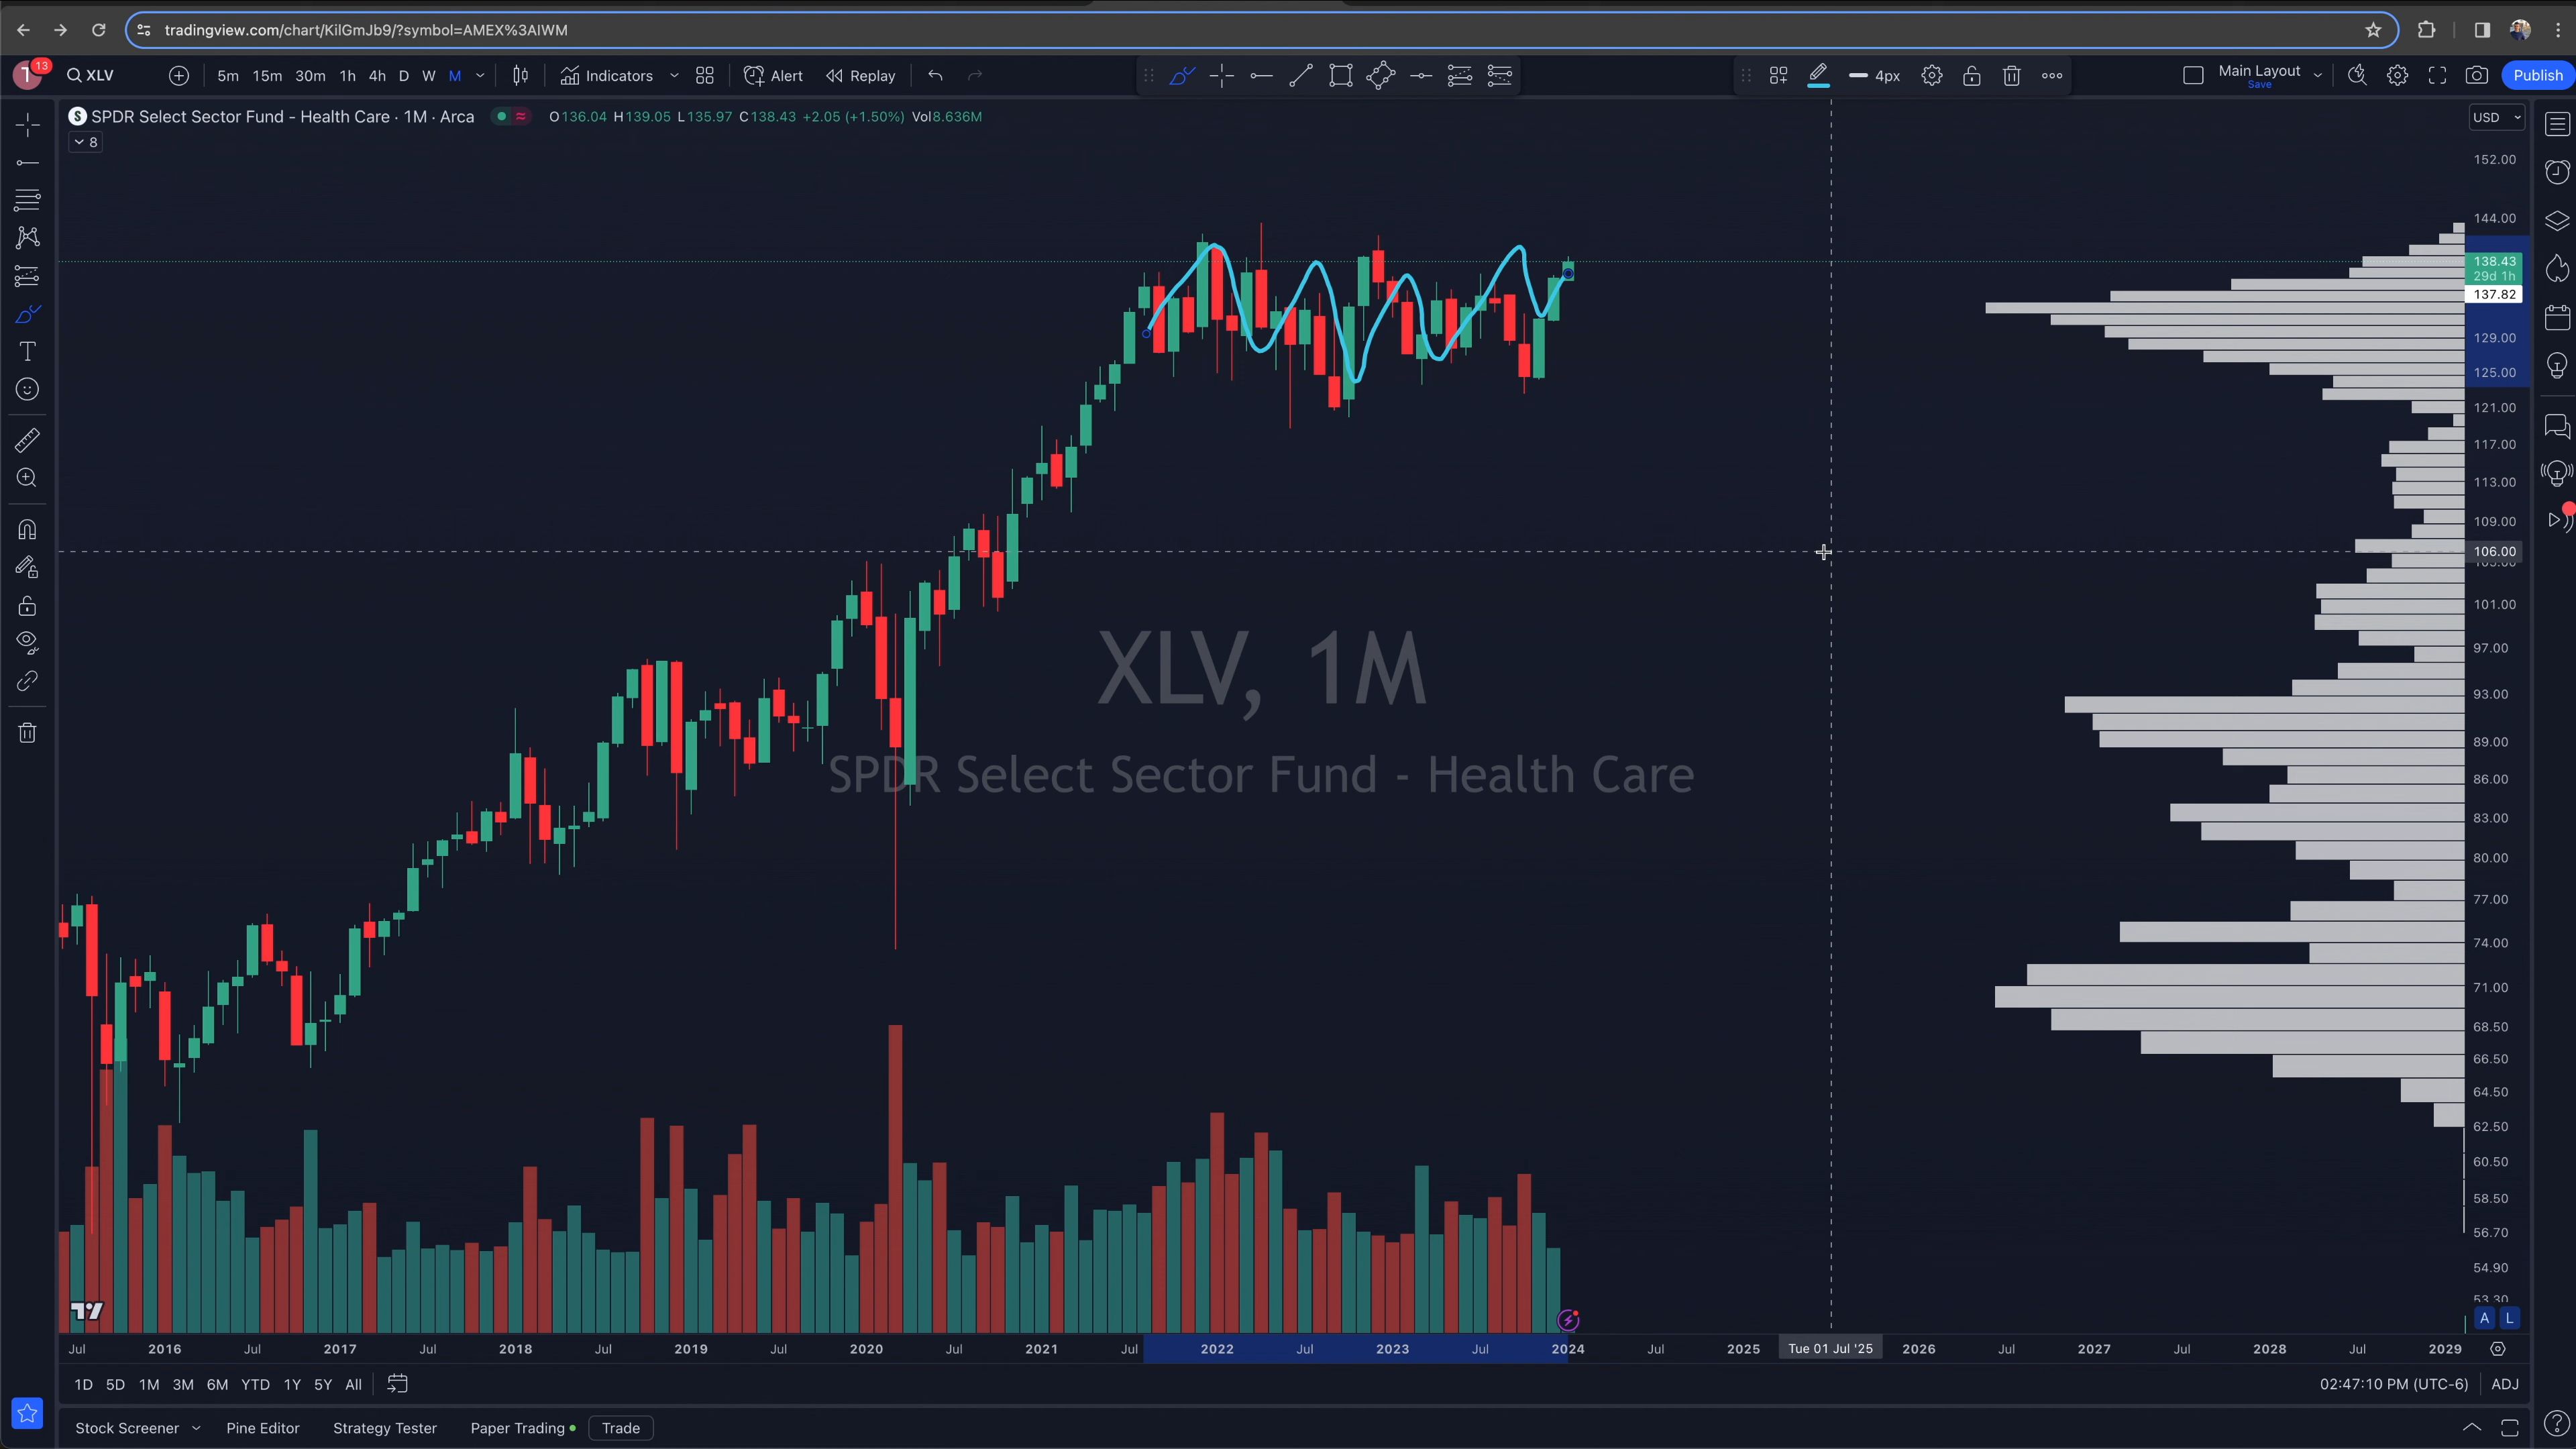 tradingview.com/chart/KilGmJb9/?symbol=AMEX%3AIWM
13
XLV 5m 15m 30m 1h 4h D W M Indicators Alert Replay 4px Main Layout Save Publish
SPDR Select Sector Fund - Health Care · 1M · Arca O136.04 H139.05 L135.97 C138.43 +2.05 (+1.50%) Vol8.636M
8
USD
152.00
144.00
138.43
29d 1h
137.82
129.00
125.00
121.00
117.00
113.00
109.00
106.00
101.00
97.00
93.00
89.00
86.00
83.00
80.00
77.00
74.00
71.00
68.50
66.50
64.50
62.50
60.50
58.50
56.70
54.90
XLV, 1M
SPDR Select Sector Fund - Health Care
A L
Jul 2016 Jul 2017 Jul 2018 Jul 2019 Jul 2020 Jul 2021 Jul 2022 Jul 2023 Jul 2024 Jul 2025 Tue 01 Jul '25 2026 Jul 2027 Jul 2028 Jul 2029
1D 5D 1M 3M 6M YTD 1Y 5Y All 02:47:10 PM (UTC-6) ADJ
Stock Screener Pine Editor Strategy Tester Paper Trading Trade